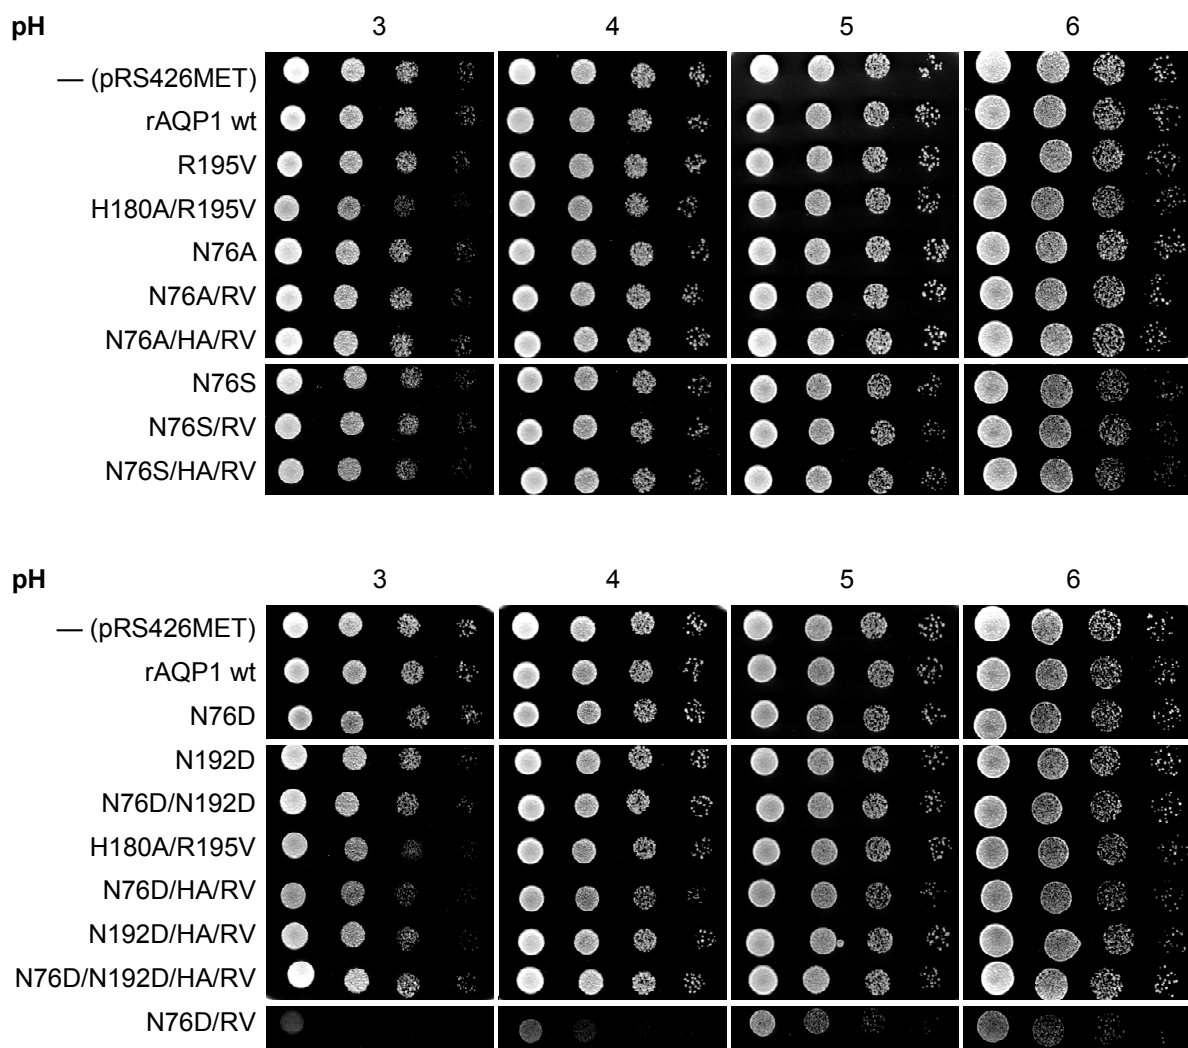 pH 3 4 5 6
— (pRS426MET)
rAQP1 wt
R195V
H180A/R195V
N76A
N76A/RV
N76A/HA/RV
N76S
N76S/RV
N76S/HA/RV
pH 3 4 5 6
— (pRS426MET)
rAQP1 wt
N76D
N192D
N76D/N192D
H180A/R195V
N76D/HA/RV
N192D/HA/RV
N76D/N192D/HA/RV
N76D/RV